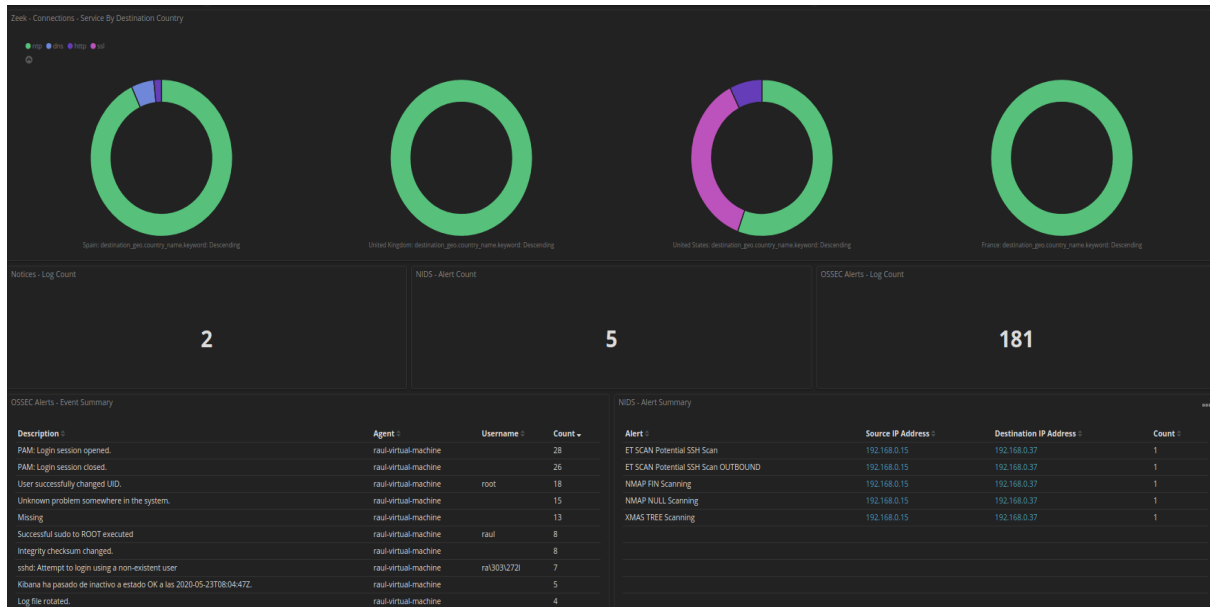 Zeek - Connections - Service By Destination Country
ntp dns http ssl
Spain: destination_geo.country_name.keyword: Descending
United Kingdom: destination_geo.country_name.keyword: Descending
United States: destination_geo.country_name.keyword: Descending
France: destination_geo.country_name.keyword: Descending
Notices - Log Count
2
NIDS - Alert Count
5
OSSEC Alerts - Log Count
181
OSSEC Alerts - Event Summary
Description Agent Username Count
PAM: Login session opened. raul-virtual-machine 28
PAM: Login session closed. raul-virtual-machine 26
User successfully changed UID. raul-virtual-machine root 18
Unknown problem somewhere in the system. raul-virtual-machine 15
Missing raul-virtual-machine 13
Successful sudo to ROOT executed raul-virtual-machine raul 8
Integrity checksum changed. raul-virtual-machine 8
sshd: Attempt to login using a non-existent user raul-virtual-machine ra\303\272l 7
Kibana ha pasado de inactivo a estado OK a las 2020-05-23T08:04:47Z. raul-virtual-machine 5
Log file rotated. raul-virtual-machine 4
NIDS - Alert Summary
Alert Source IP Address Destination IP Address Count
ET SCAN Potential SSH Scan 192.168.0.15 192.168.0.37 1
ET SCAN Potential SSH Scan OUTBOUND 192.168.0.15 192.168.0.37 1
NMAP FIN Scanning 192.168.0.15 192.168.0.37 1
NMAP NULL Scanning 192.168.0.15 192.168.0.37 1
XMAS TREE Scanning 192.168.0.15 192.168.0.37 1